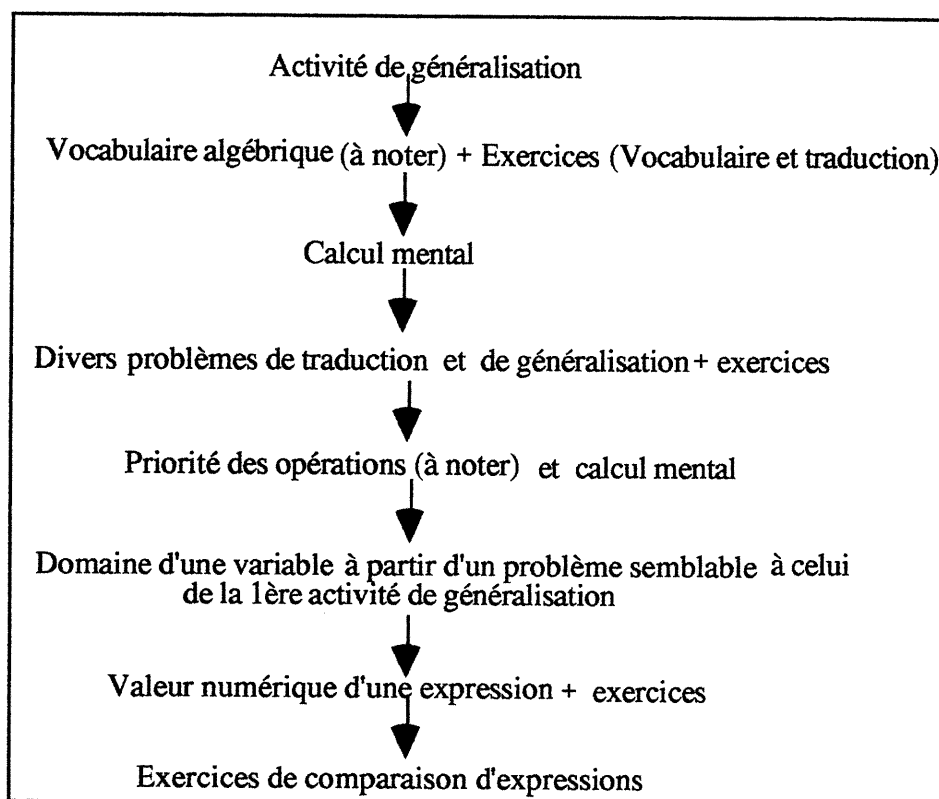 Activité de généralisation
Vocabulaire algébrique (à noter) + Exercices (Vocabulaire et traduction)
Calcul mental
Divers problèmes de traduction et de généralisation + exercices
Priorité des opérations (à noter) et calcul mental
Domaine d'une variable à partir d'un problème semblable à celui
de la 1ère activité de généralisation
Valeur numérique d'une expression + exercices
Exercices de comparaison d'expressions